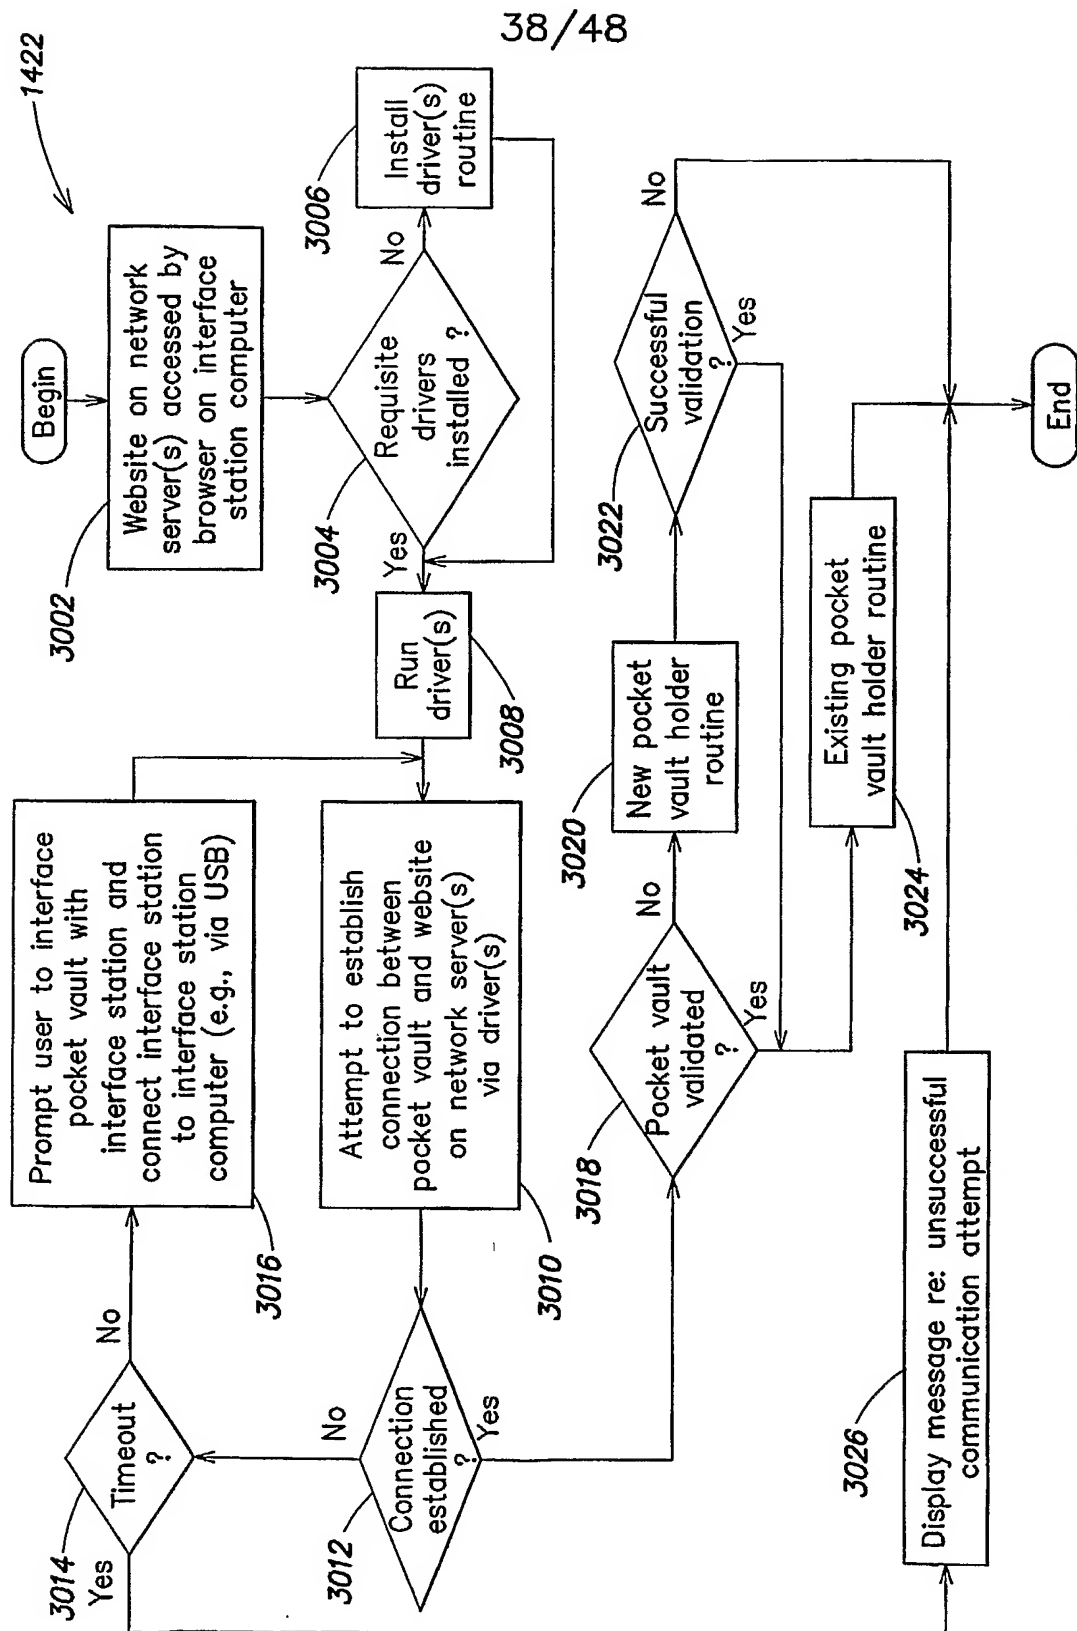 38/48
1422
Begin
3002
Website on network
server(s) accessed by
browser on interface
station computer
3004
Requisite
drivers
installed ?
No
3006
Install
driver(s)
routine
Yes
Run
driver(s)
3008
Prompt user to interface
pocket vault with
interface station and
connect interface station
to interface station
computer (e.g., via USB)
3016
Attempt to establish
connection between
pocket vault and website
on network server(s)
via driver(s)
3010
3014
Timeout
?
No
Yes
3012
Connection
established
?
No
Yes
3018
Pocket vault
validated
?
No
Yes
3020
New pocket
vault holder
routine
3022
Successful
validation
?
No
Yes
Existing pocket
vault holder routine
3024
3026
Display message re: unsuccessful
communication attempt
End